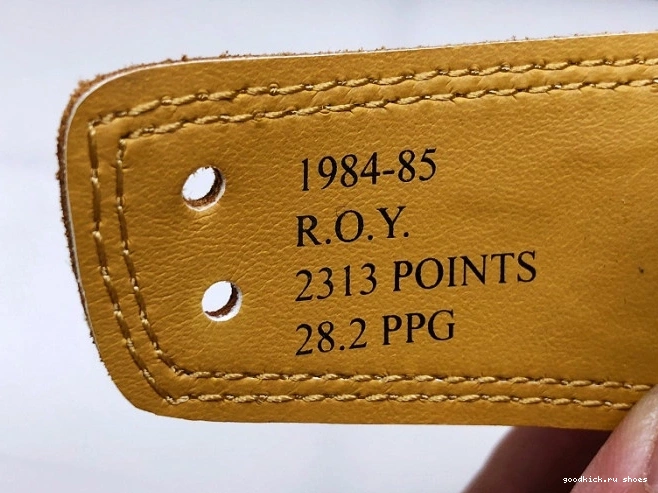 1984-85
R.O.Y.
2313 POINTS
28.2 PPG
goodkick.ru shoes